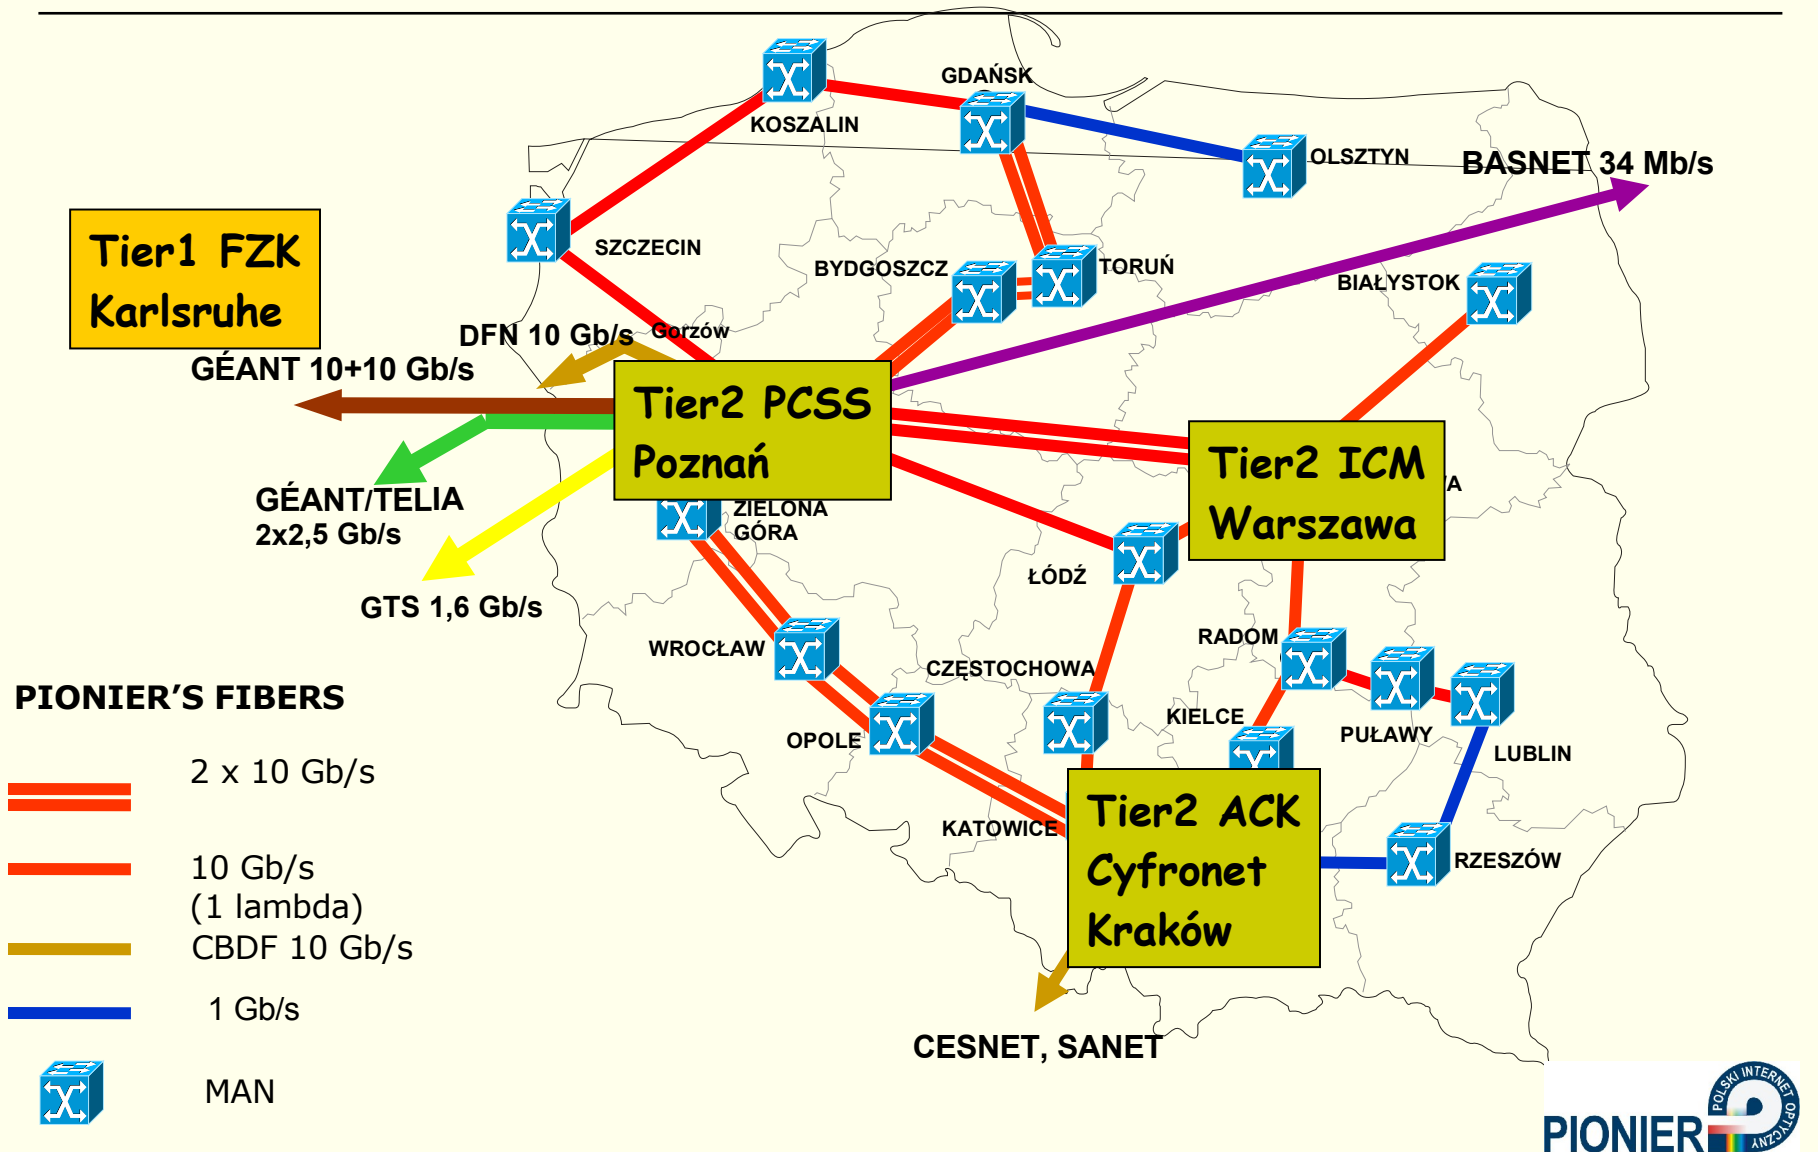 GDAŃSK
KOSZALIN
OLSZTYN
BASNET 34 Mb/s
Tier1 FZK
Karlsruhe
SZCZECIN
BYDGOSZCZ
TORUŃ
BIAŁYSTOK
DFN 10 Gb/s
Gorzów
GÉANT 10+10 Gb/s
Tier2 PCSS
Poznań
Tier2 ICM
Warszawa
A
GÉANT/TELIA
2x2,5 Gb/s
ZIELONA
GÓRA
ŁÓDŹ
GTS 1,6 Gb/s
RADOM
WROCŁAW
CZĘSTOCHOWA
PIONIER'S FIBERS
KIELCE
PUŁAWY
OPOLE
LUBLIN
2 x 10 Gb/s
KATOWICE
Tier2 ACK
Cyfronet
Kraków
RZESZÓW
10 Gb/s
(1 lambda)
CBDF 10 Gb/s
1 Gb/s
CESNET, SANET
MAN
POLSKI INTERNET OPTYCZNY
PIONIER